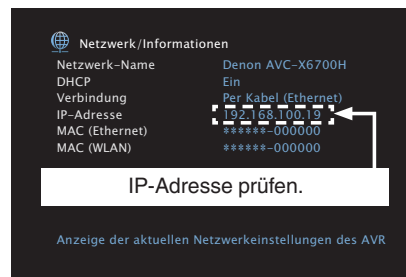 Netzwerk/Informationen
Netzwerk-Name Denon AVC-X6700H
DHCP Ein
Verbindung Per Kabel (Ethernet)
IP-Adresse 192.168.100.19
MAC (Ethernet) ******-000000
MAC (WLAN) ******-000000
IP-Adresse prüfen.
Anzeige der aktuellen Netzwerkeinstellungen des AVR